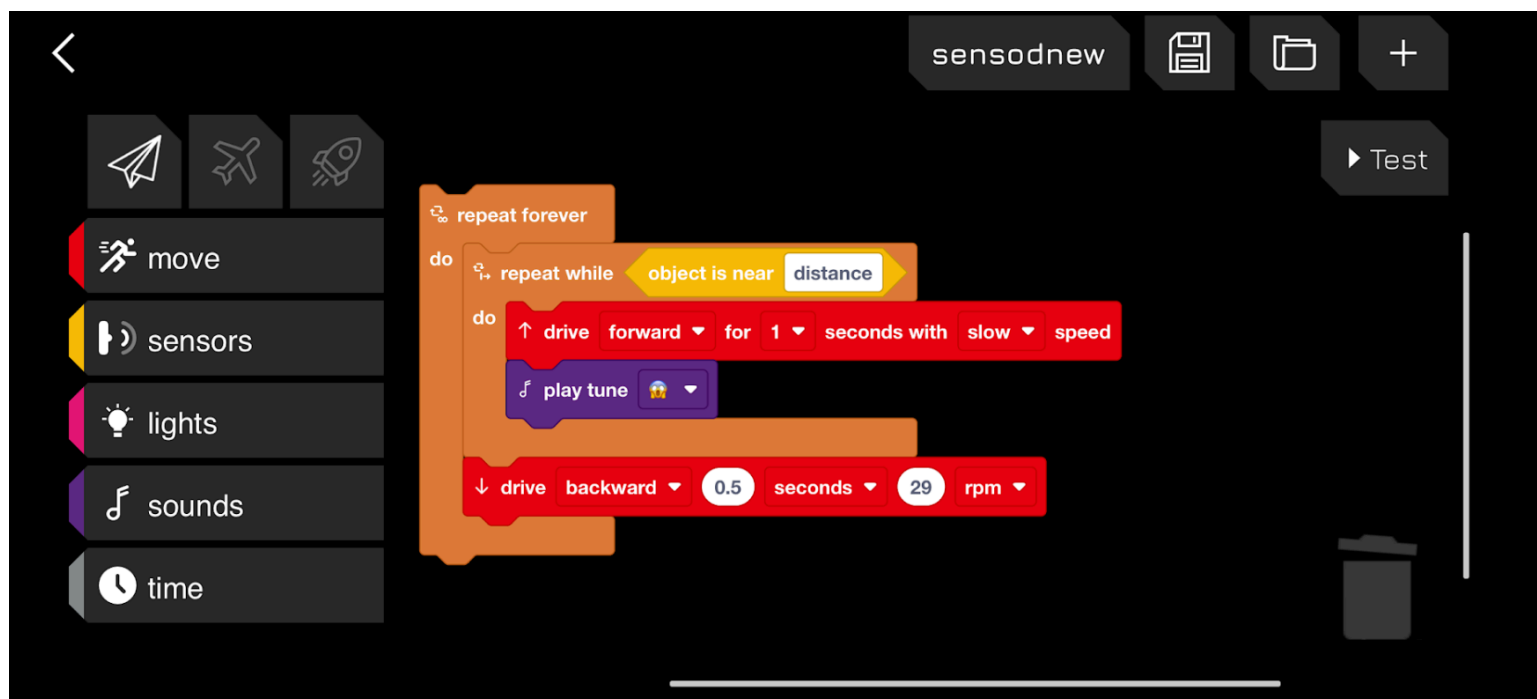 sensodnew
+
Test
move
sensors
lights
sounds
time
repeat forever
do
repeat while object is near distance
do
↑ drive forward for 1 seconds with slow speed
play tune 😱
↓ drive backward 0.5 seconds 29 rpm